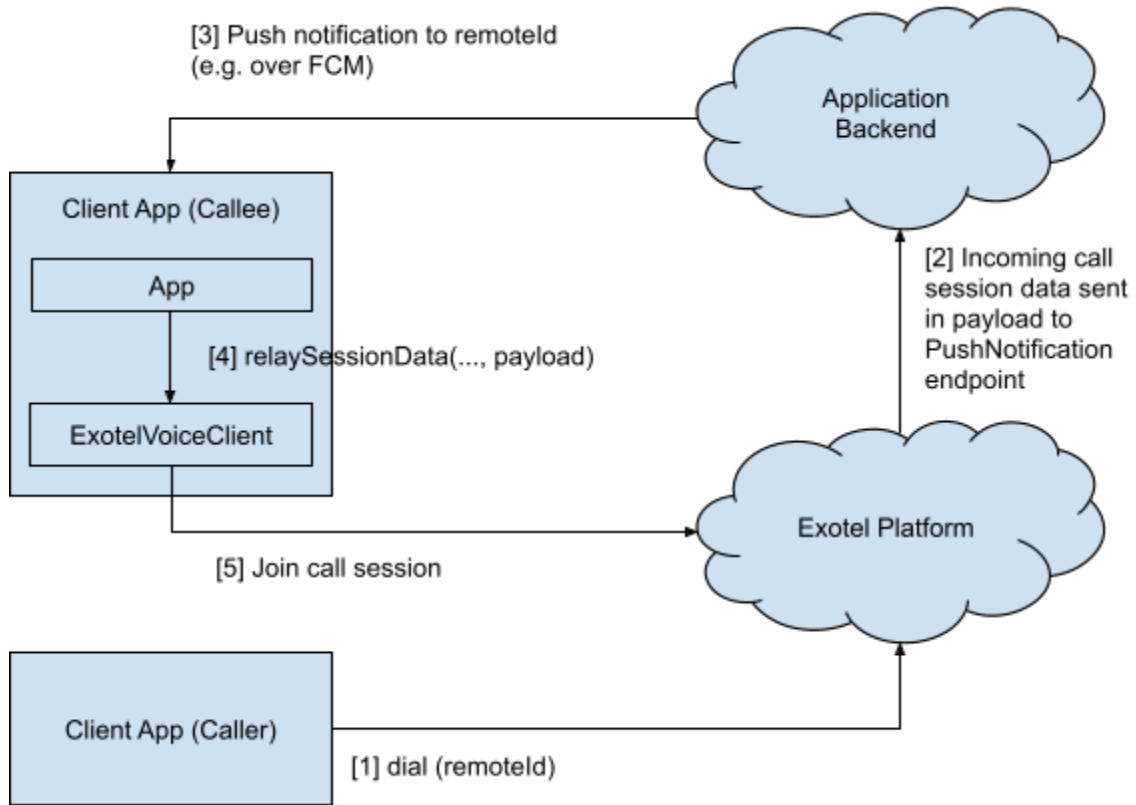 [3] Push notification to remoteId
(e.g. over FCM)
Application
Backend
Client App (Callee)
App
[2] Incoming call
session data sent
in payload to
PushNotification
endpoint
[4] relaySessionData(..., payload)
ExotelVoiceClient
Exotel Platform
[5] Join call session
Client App (Caller)
[1] dial (remoteId)